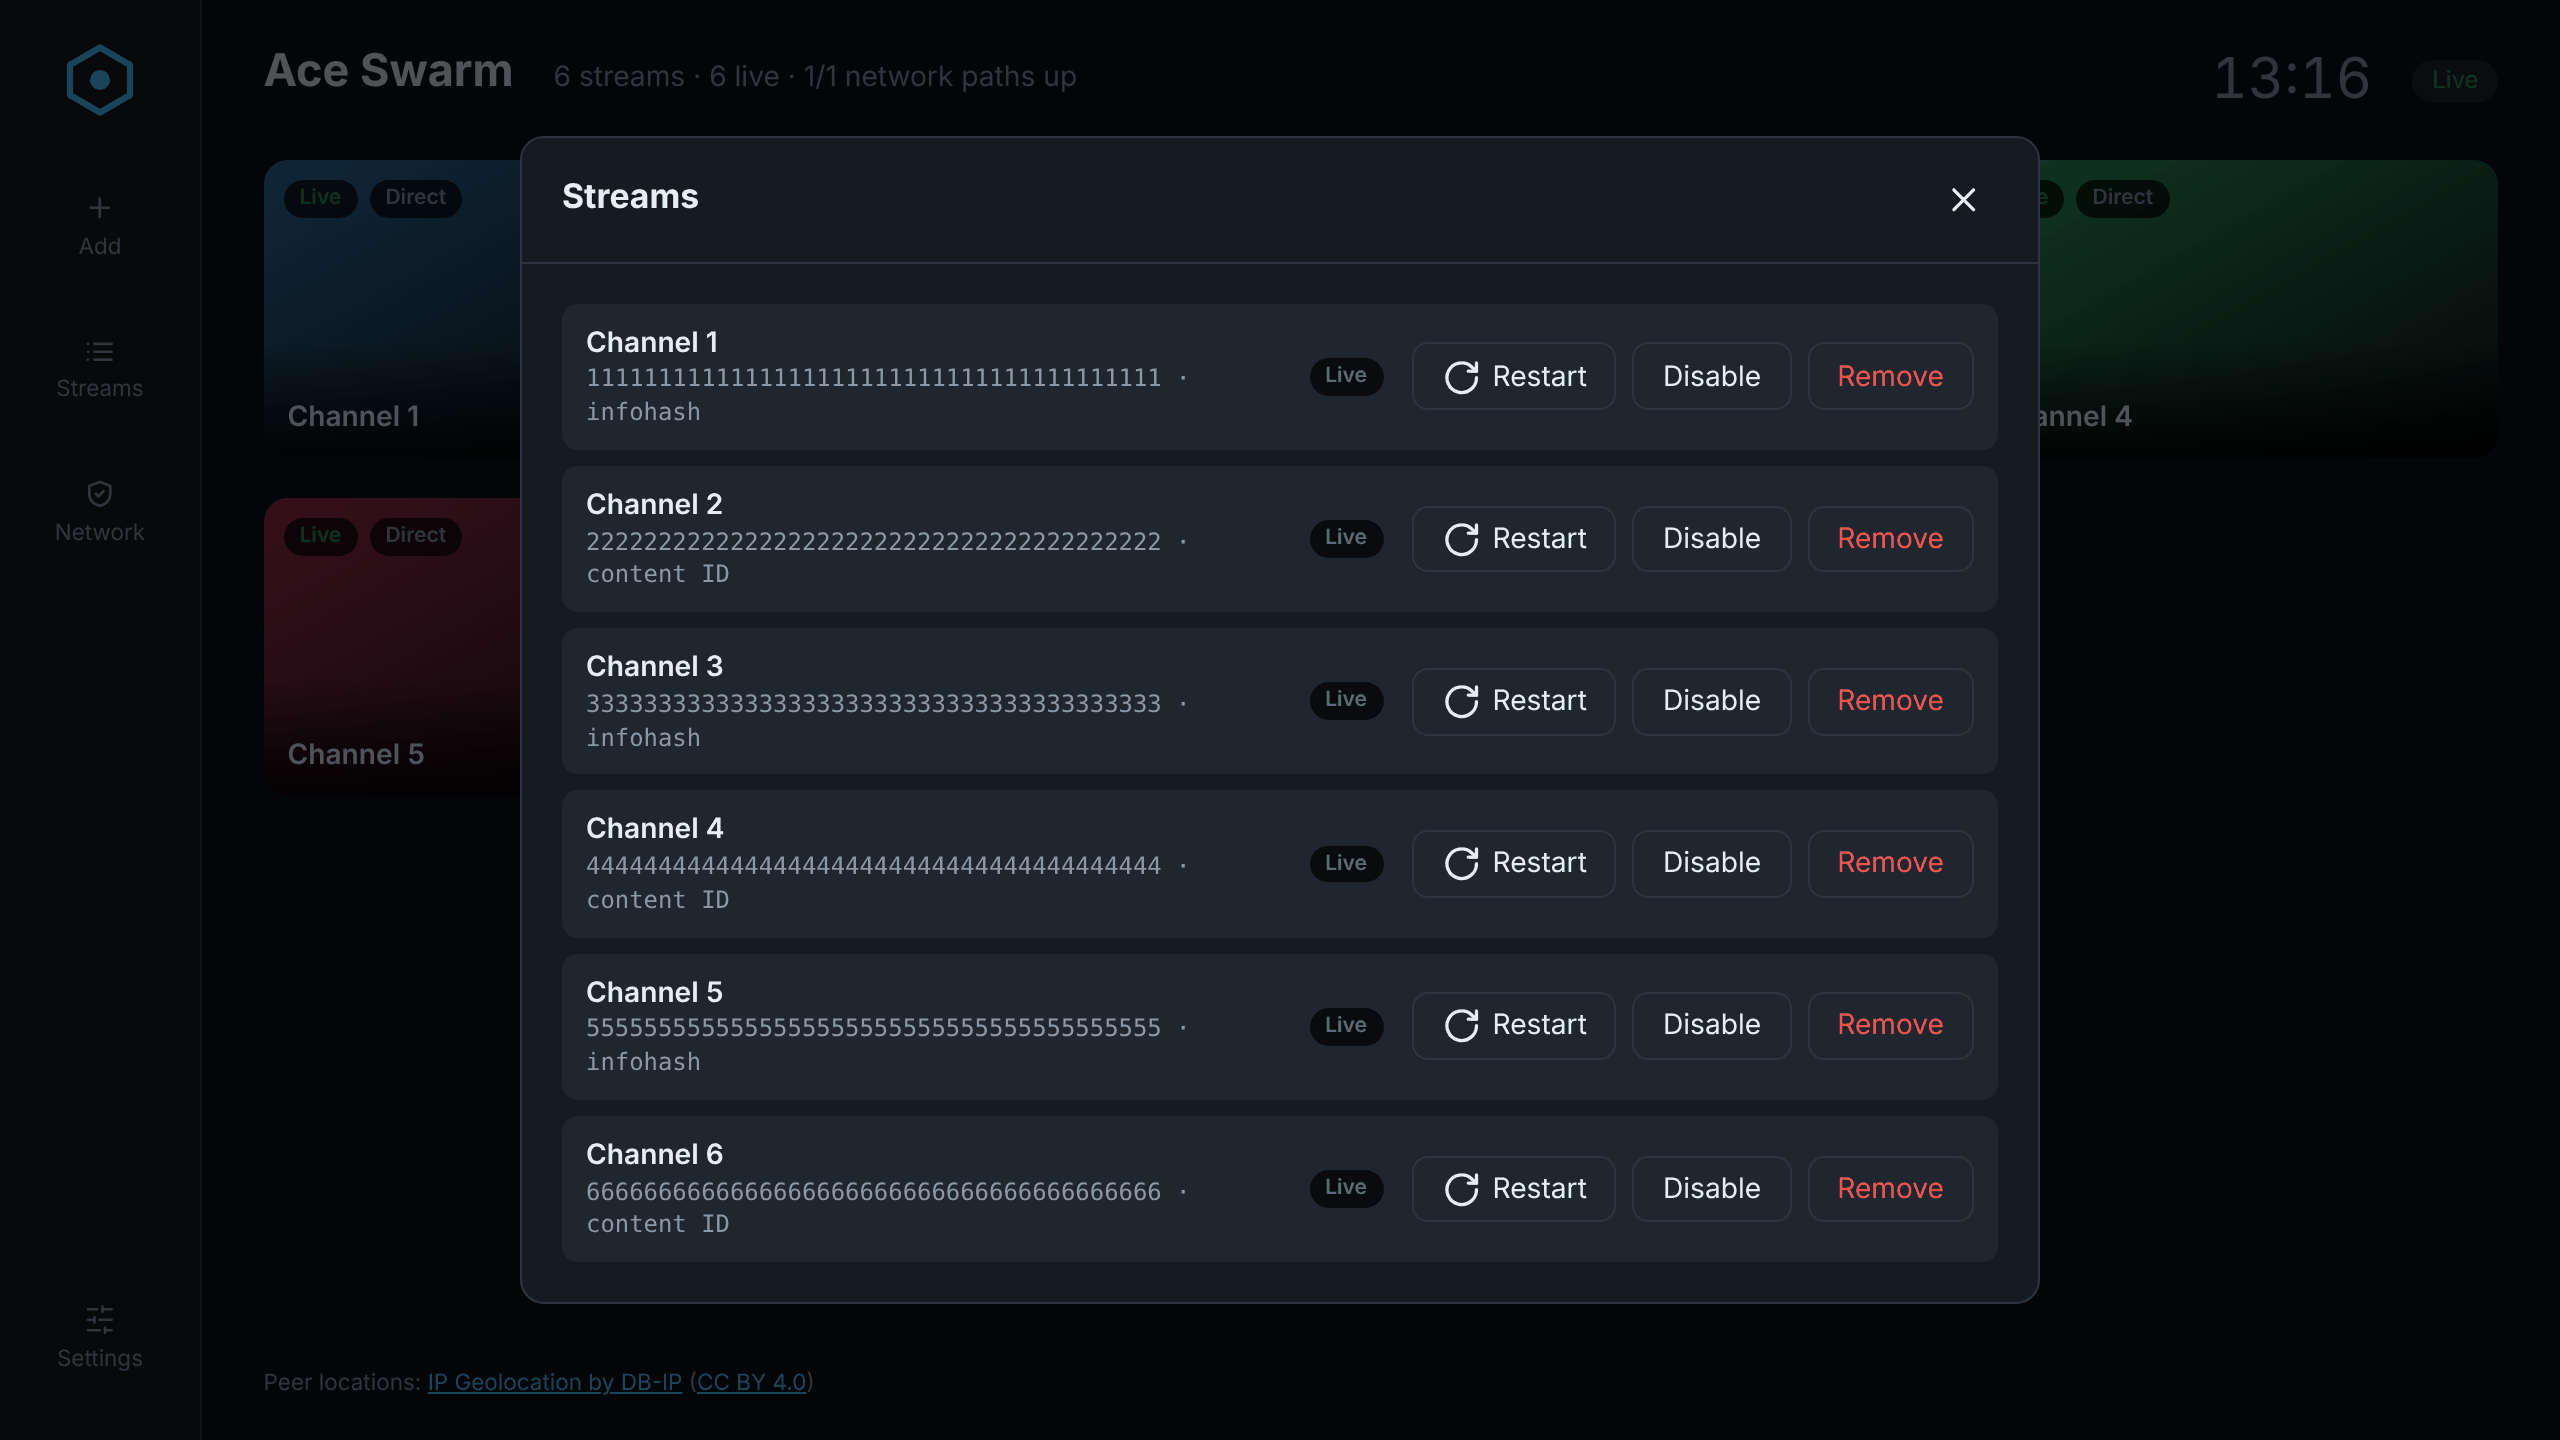 Ace Swarm
6 streams · 6 live · 1/1 network paths up
13:16
Live
Add
Streams
Network
Settings
Live
Direct
Channel 1
Direct
annel 4
Live
Direct
Channel 5
Streams
Channel 1
1111111111111111111111111111111111111111 ·
infohash
Live
Restart
Disable
Remove
Channel 2
2222222222222222222222222222222222222222 ·
content ID
Live
Restart
Disable
Remove
Channel 3
3333333333333333333333333333333333333333 ·
infohash
Live
Restart
Disable
Remove
Channel 4
4444444444444444444444444444444444444444 ·
content ID
Live
Restart
Disable
Remove
Channel 5
5555555555555555555555555555555555555555 ·
infohash
Live
Restart
Disable
Remove
Channel 6
6666666666666666666666666666666666666666 ·
content ID
Live
Restart
Disable
Remove
Peer locations: IP Geolocation by DB-IP (CC BY 4.0)